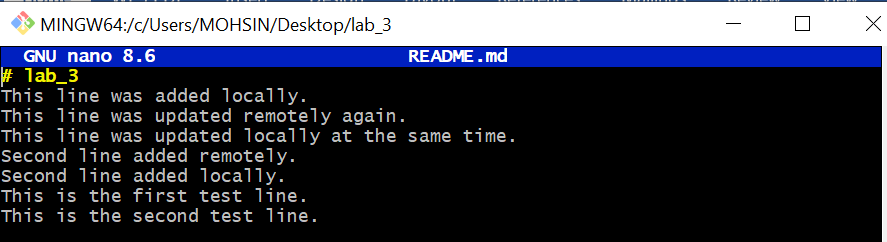 MINGW64:/c/Users/MOHSIN/Desktop/lab_3
GNU nano 8.6 README.md
# lab_3
This line was added locally.
This line was updated remotely again.
This line was updated locally at the same time.
Second line added remotely.
Second line added locally.
This is the first test line.
This is the second test line.